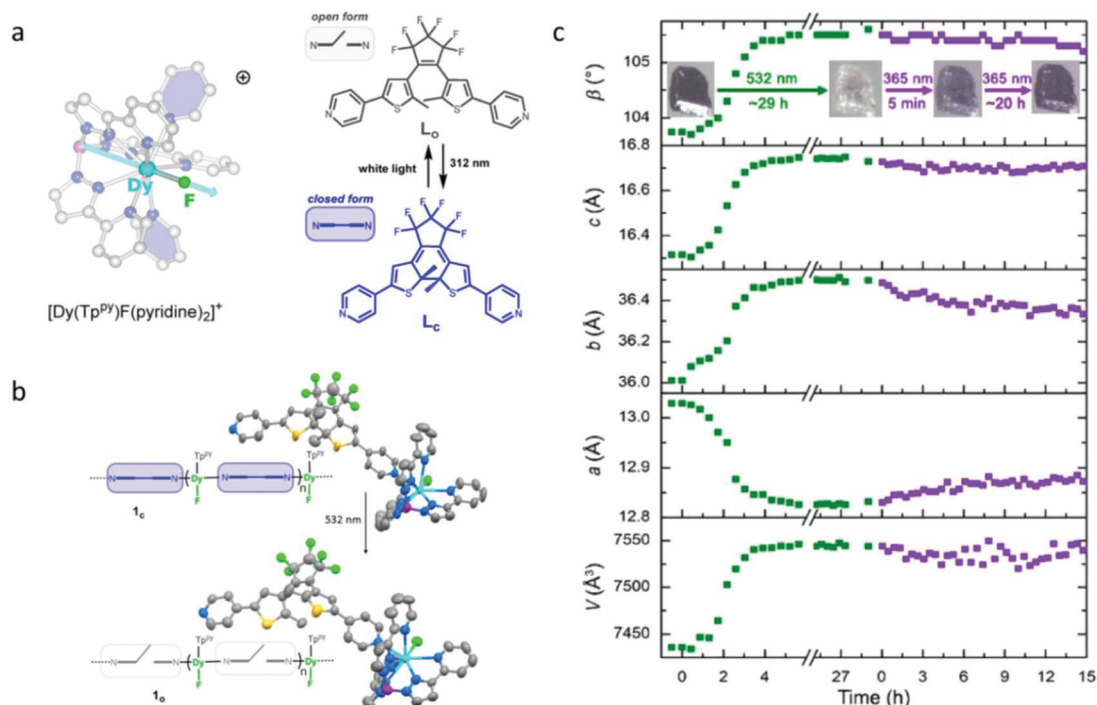 a
open form
N N
F F F F F F
S S
N N
L₀
⊕
Dy
F
white light
312 nm
closed form
N N
F F F F F F
S S
N N
L_c
[Dy(Tp^py)F(pyridine)₂]⁺
b
Tp^py Tp^py
N N ( Dy N N ) n Dy
F F
1_c
532 nm
Tp^py Tp^py
N N ( Dy N N ) n Dy
F F
1_o
c
β (°)
105
104
532 nm
~29 h
365 nm
5 min
365 nm
~20 h
c (Å)
16.8
16.6
16.4
b (Å)
36.4
36.2
36.0
a (Å)
13.0
12.9
12.8
V (Å³)
7550
7500
7450
0 2 4 27 0 3 6 9 12 15
Time (h)